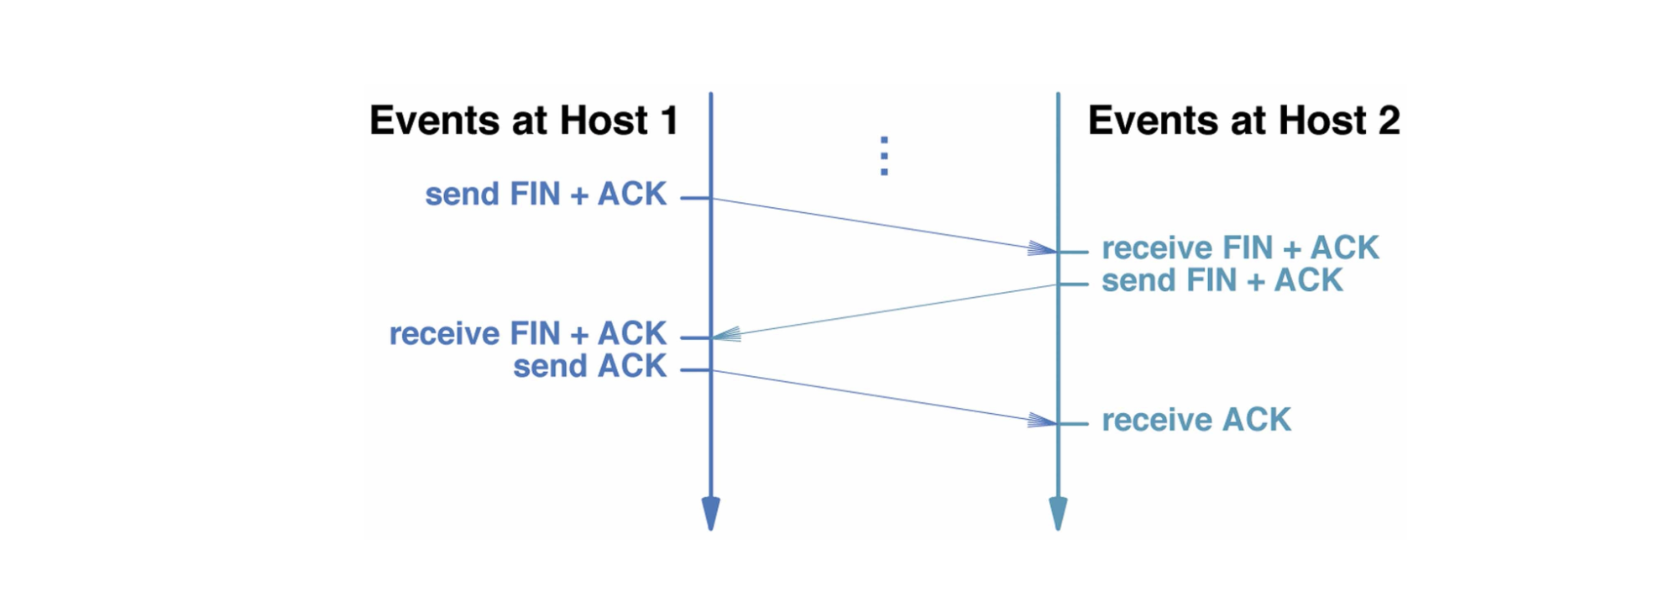 Events at Host 1
Events at Host 2
send FIN + ACK
receive FIN + ACK
send FIN + ACK
receive FIN + ACK
send ACK
receive ACK